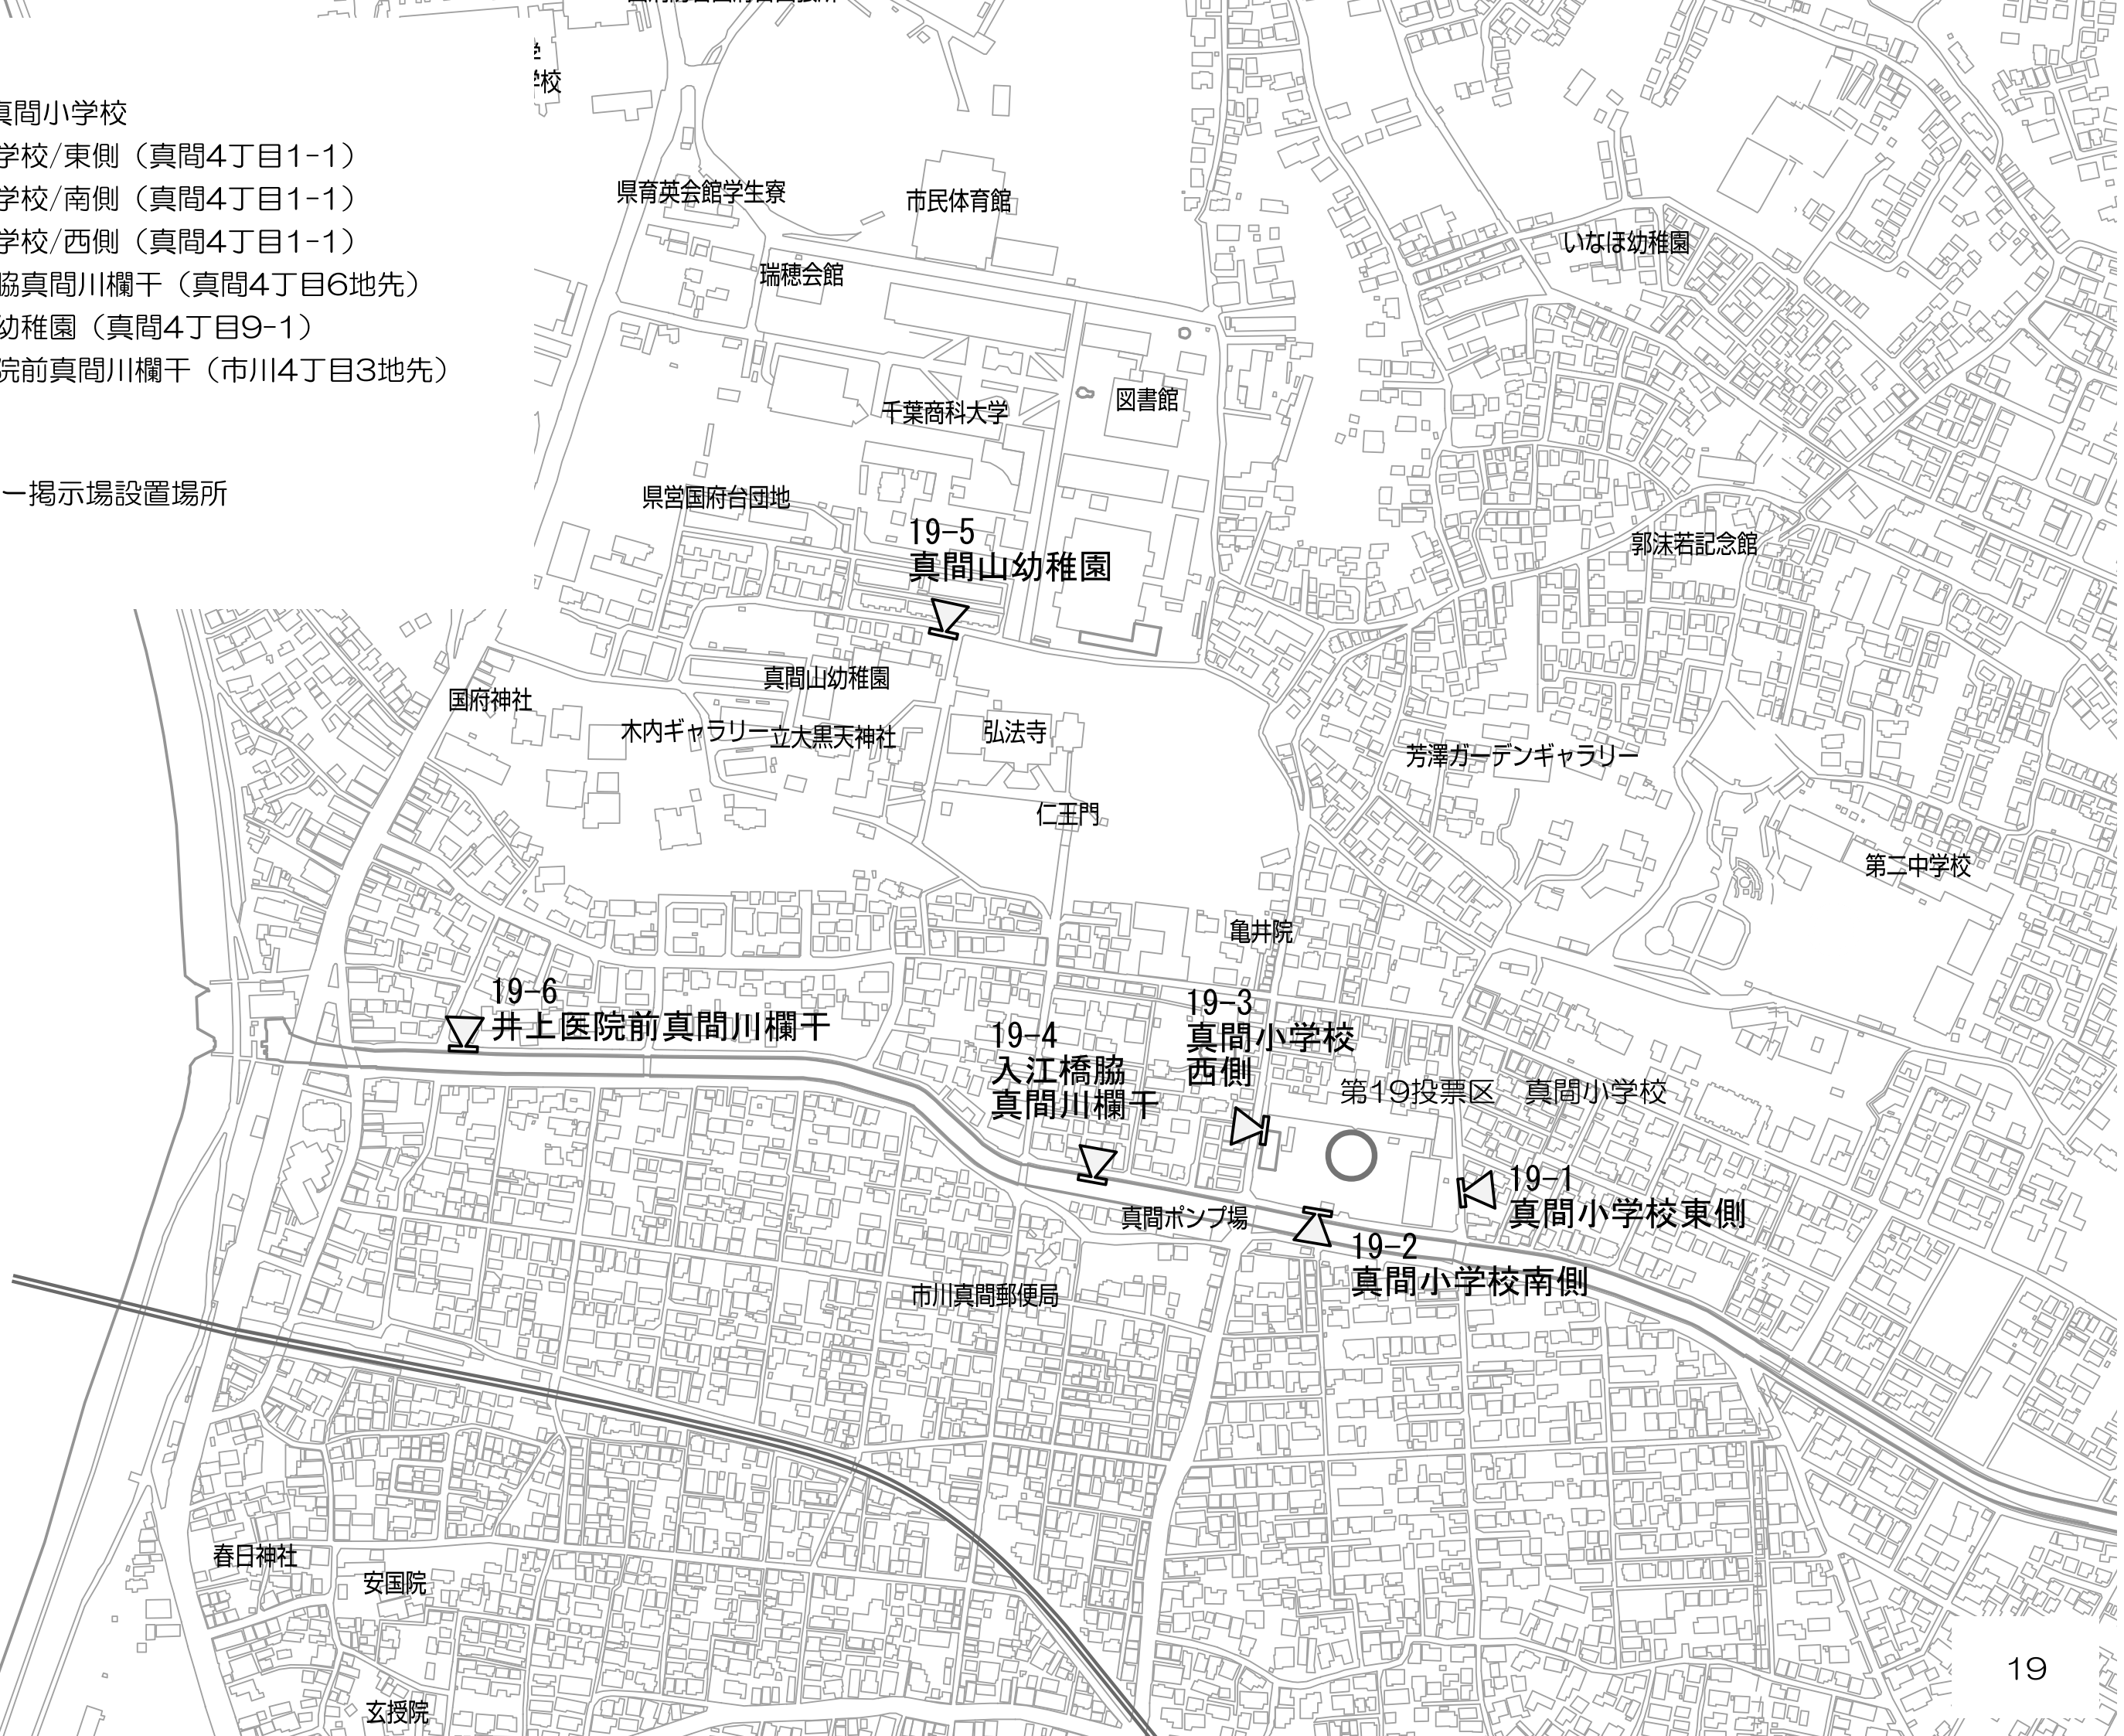 真間小学校
学校/東側（真間4丁目1-1）
学校/南側（真間4丁目1-1）
学校/西側（真間4丁目1-1）
脇真間川欄干（真間4丁目6地先）
幼稚園（真間4丁目9-1）
院前真間川欄干（市川4丁目3地先）
ー掲示場設置場所
校
県育英会館学生寮
市民体育館
いなほ幼稚園
瑞穂会館
図書館
千葉商科大学
県営国府台団地
19-5
真間山幼稚園
郭沫若記念館
真間山幼稚園
国府神社
木内ギャラリー
立大黒天神社
弘法寺
芳澤ガーデンギャラリー
仁王門
第二中学校
亀井院
19-6
井上医院前真間川欄干
19-4
入江橋脇
真間川欄干
19-3
真間小学校
西側
第19投票区　真間小学校
19-1
真間小学校東側
真間ポンプ場
19-2
真間小学校南側
市川真間郵便局
春日神社
安国院
玄授院
19